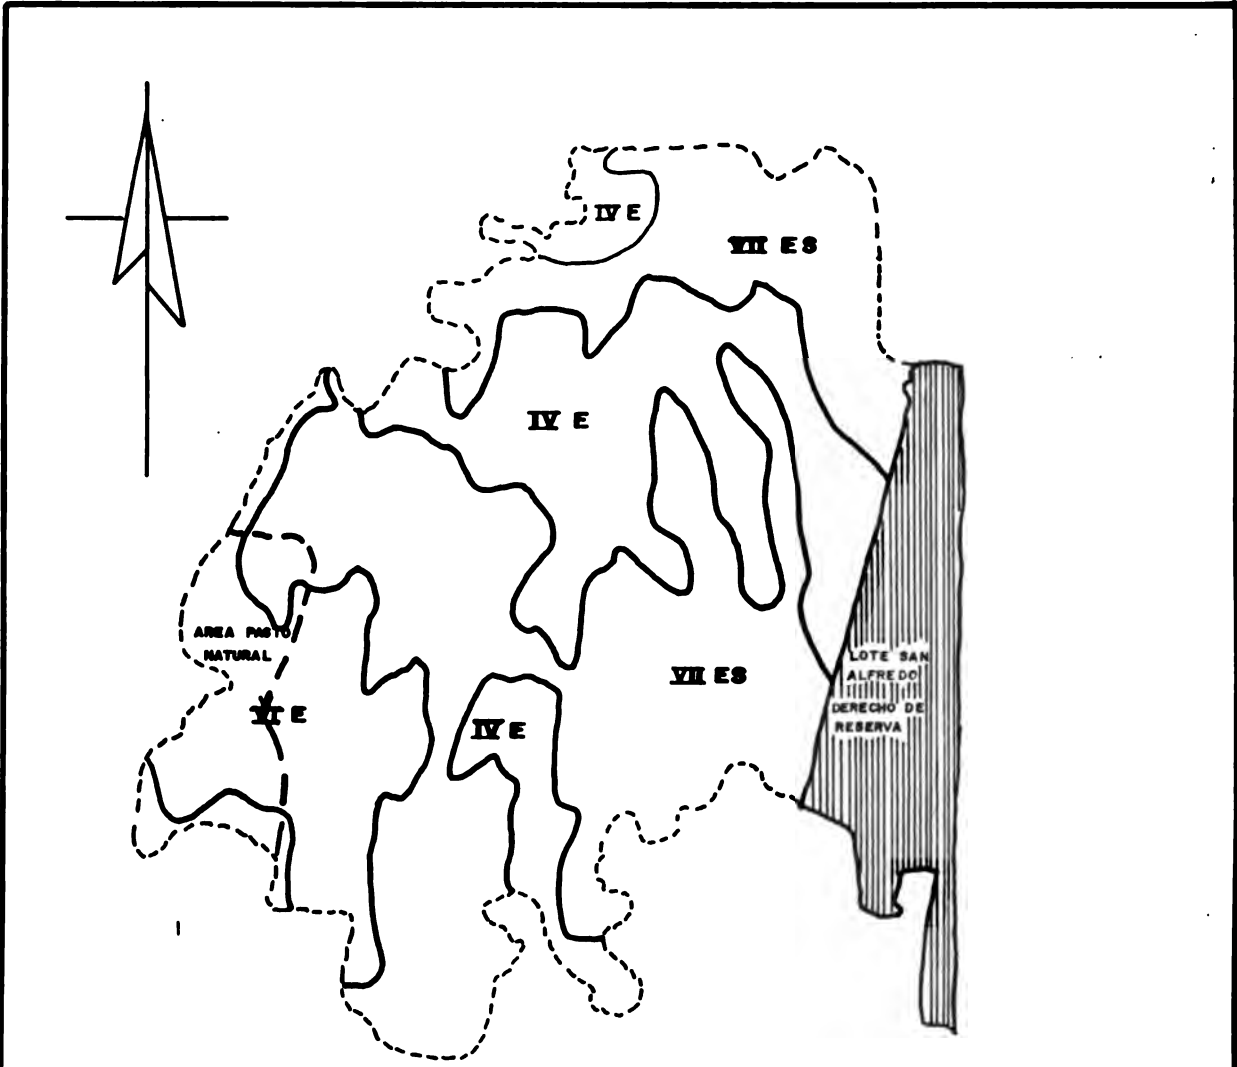 IV E
VII ES
IV E
AREA PASTO
NATURAL
VI E
VII ES
IV E
LOTE SAN
ALFREDO
DERECHO DE
RESERVA